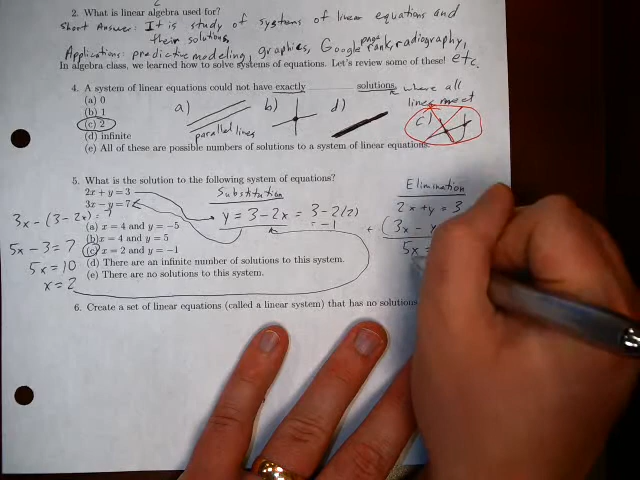 2. What is linear algebra used for?
Short Answer: It is study of systems of linear equations and
their solutions
Applications: predictive modeling, graphics, Google page rank, radiography,
etc.
In algebra class, we learned how to solve systems of equations. Let's review some of these!
4. A system of linear equations could not have exactly ______ solutions, where all
lines meet
(a) 0
(b) 1
(c) 2
(d) infinite
(e) All of these are possible numbers of solutions to a system of linear equations.
a)
parallel lines
b)
d)
c)
5. What is the solution to the following system of equations?
2x + y = 3
3x - y = 7
(a) x = 4 and y = −5
(b) x = 4 and y = 5
(c) x = 2 and y = −1
(d) There are an infinite number of solutions to this system.
(e) There are no solutions to this system.
3x - (3 - 2x) = 7
5x - 3 = 7
5x = 10
x = 2
Substitution
y = 3 - 2x = 3 - 2(2)
= -1
Elimination
2x + y = 3
+ (3x - y
5x =
6. Create a set of linear equations (called a linear system) that has no solutions